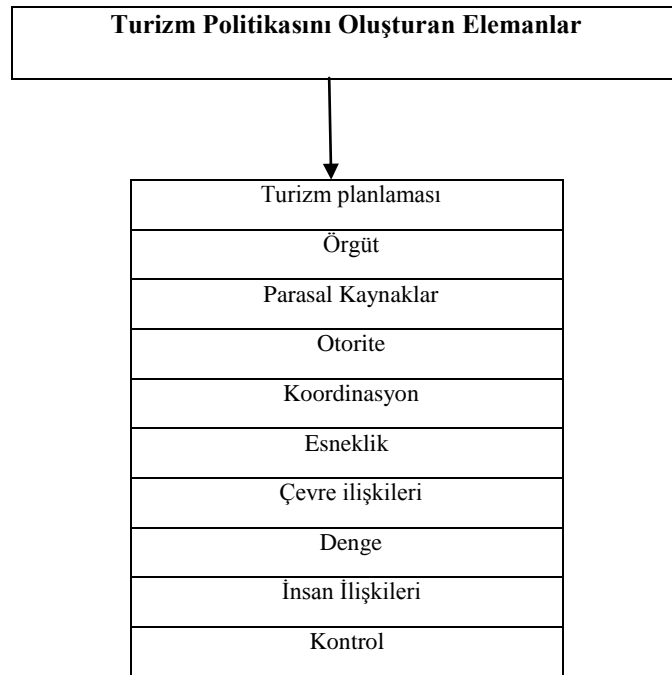 Turizm Politikasını Oluşturan Elemanlar
Turizm planlaması
Örgüt
Parasal Kaynaklar
Otorite
Koordinasyon
Esneklik
Çevre ilişkileri
Denge
İnsan İlişkileri
Kontrol